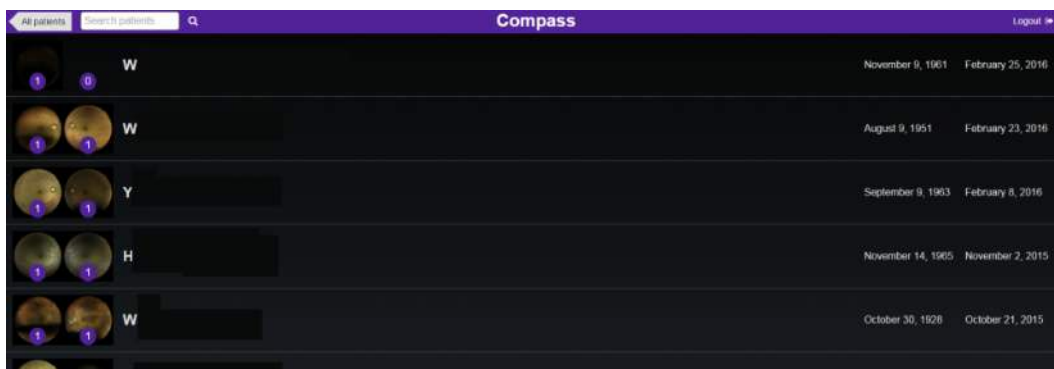 All patients Search patients Compass Logout
1 0 W November 9, 1961 February 25, 2016
1 1 W August 9, 1951 February 23, 2016
1 1 Y September 9, 1963 February 8, 2016
1 1 H November 14, 1965 November 2, 2015
1 1 W October 30, 1928 October 21, 2015